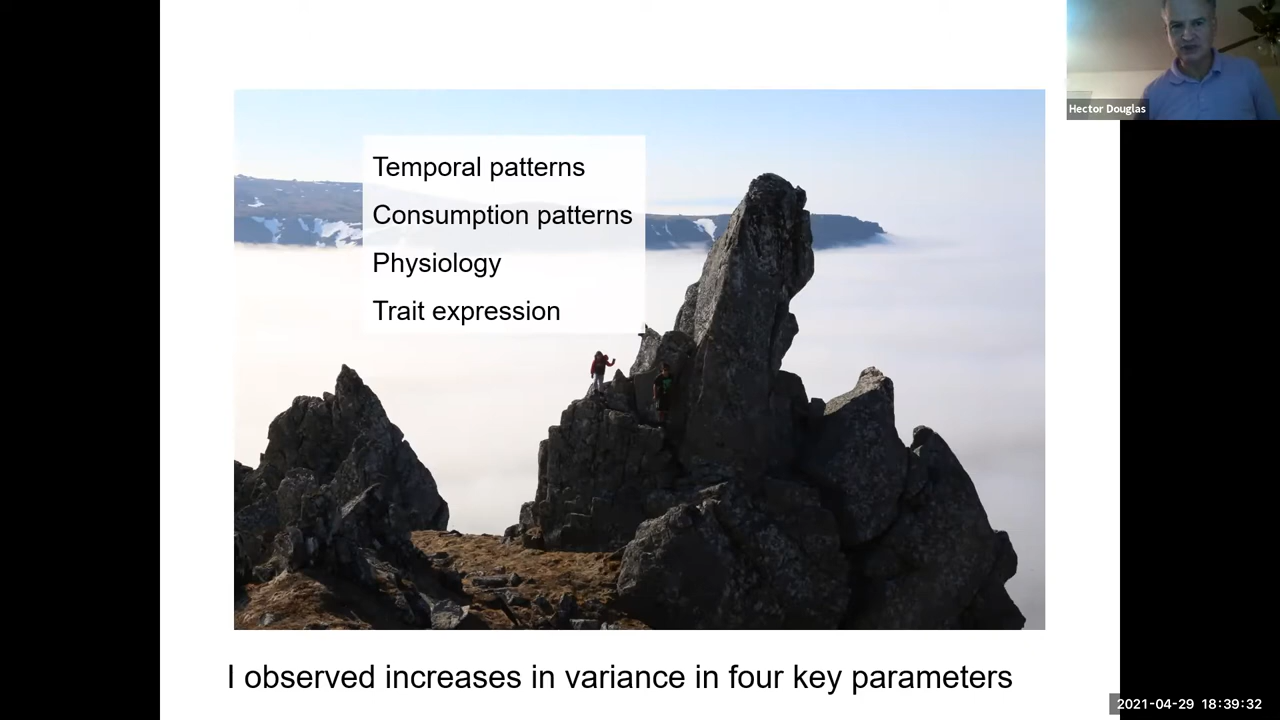 Hector Douglas
Temporal patterns
Consumption patterns
Physiology
Trait expression
I observed increases in variance in four key parameters
2021-04-29 18:39:32